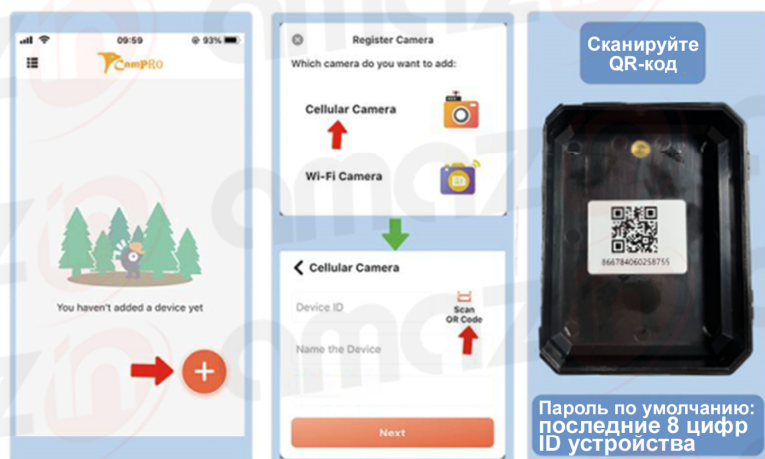 09:59
93%
CamPRO
You haven't added a device yet
Register Camera
Which camera do you want to add:
Cellular Camera
Wi-Fi Camera
Cellular Camera
Device ID
Scan
QR Code
Name the Device
Next
Сканируйте
QR-код
866784060258755
Пароль по умолчанию:
последние 8 цифр
ID устройства
amazin